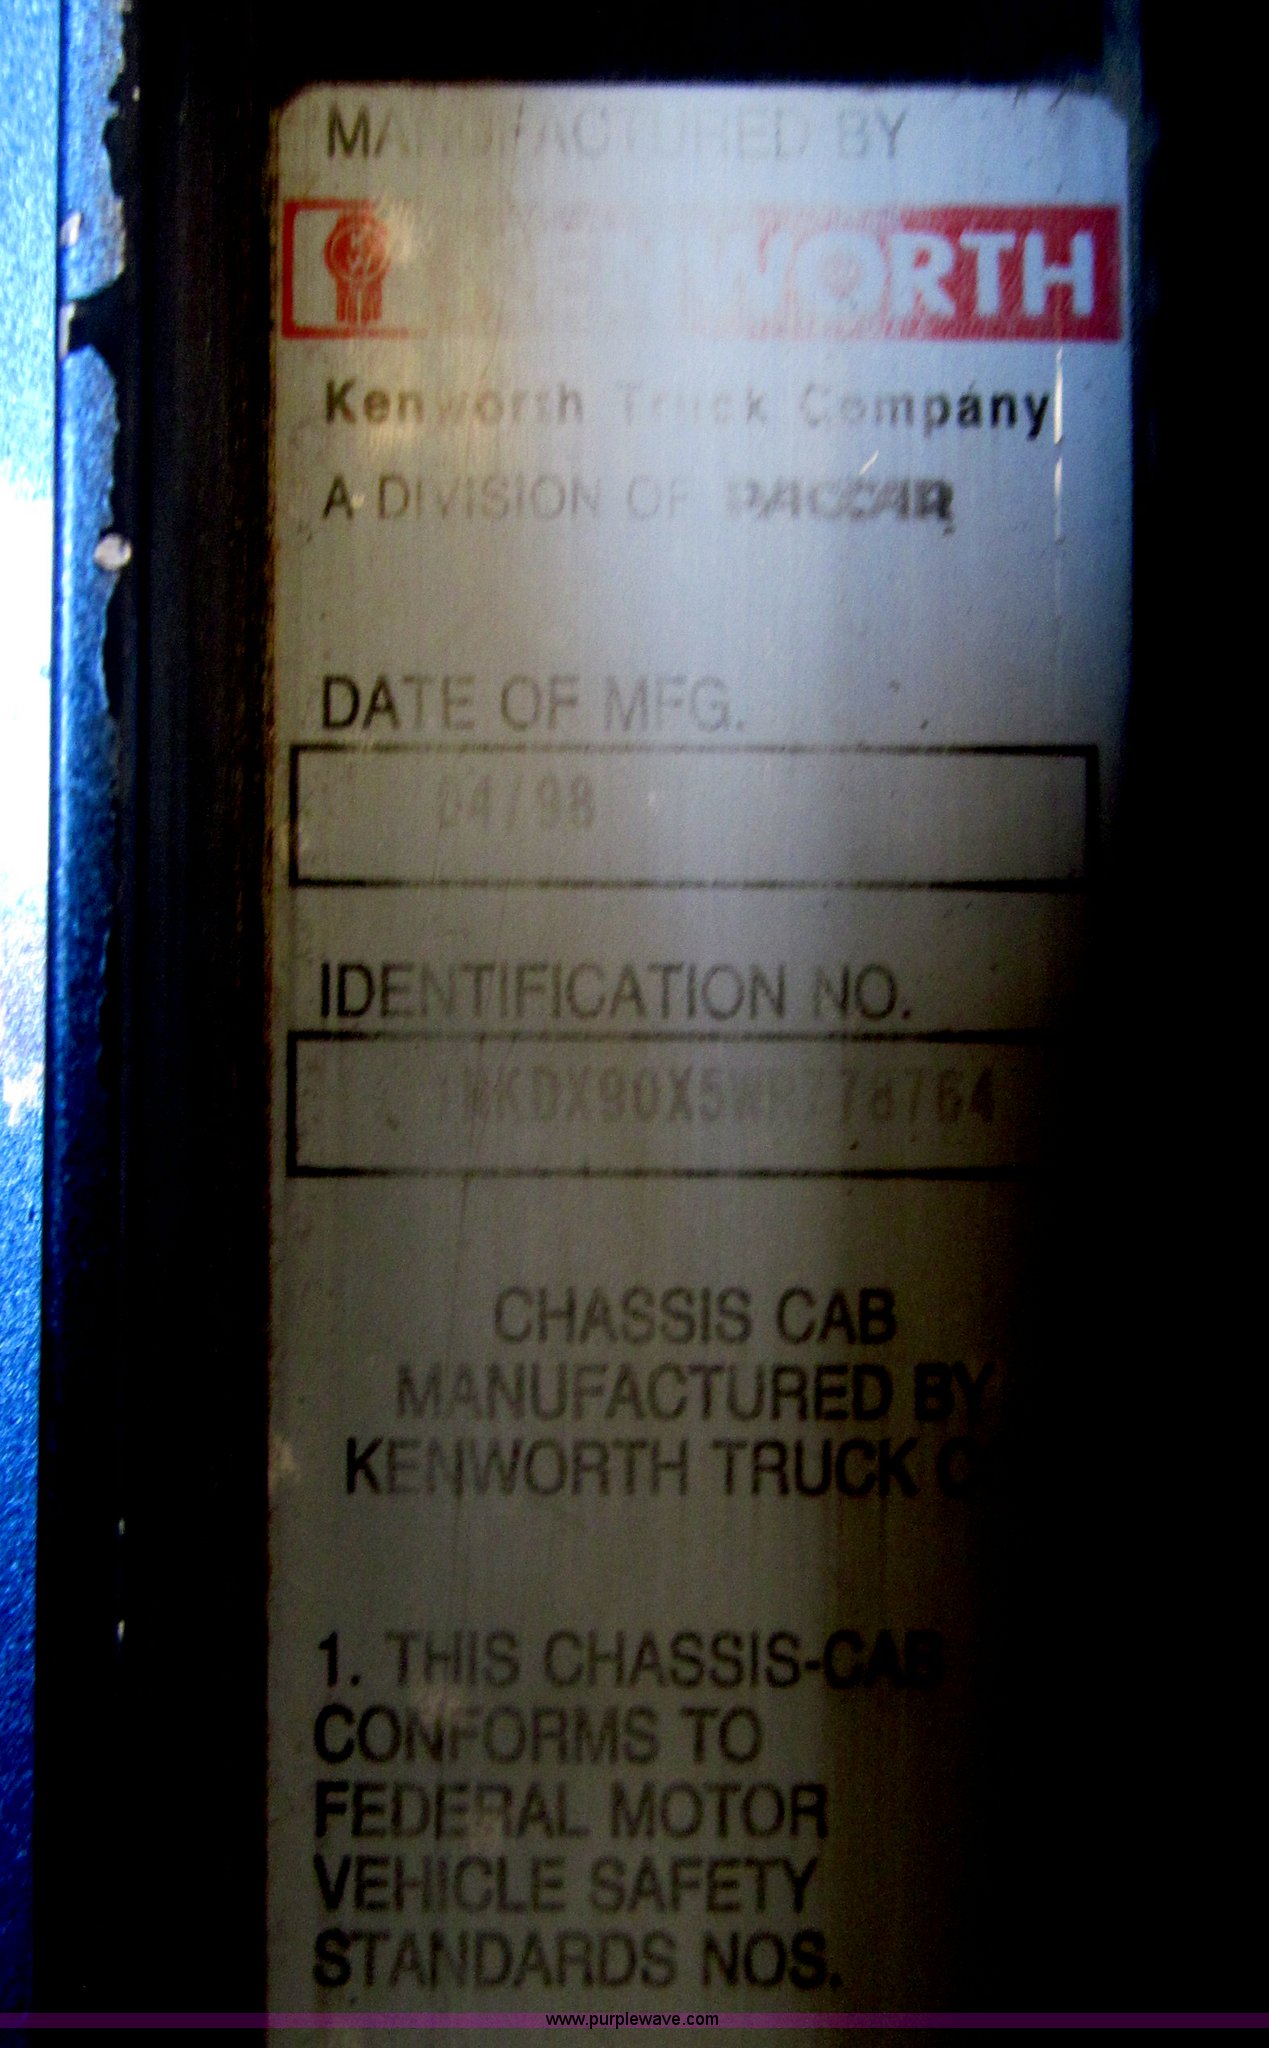 MANUFACTURED BY
KENWORTH
Kenworth Truck Company
A DIVISION OF PACCAR
DATE OF MFG.
04/98
IDENTIFICATION NO.
CHASSIS CAB
MANUFACTURED BY
KENWORTH TRUCK
1. THIS CHASSIS-CAB
CONFORMS TO
FEDERAL MOTOR
VEHICLE SAFETY
STANDARDS NOS.
www.purplewave.com